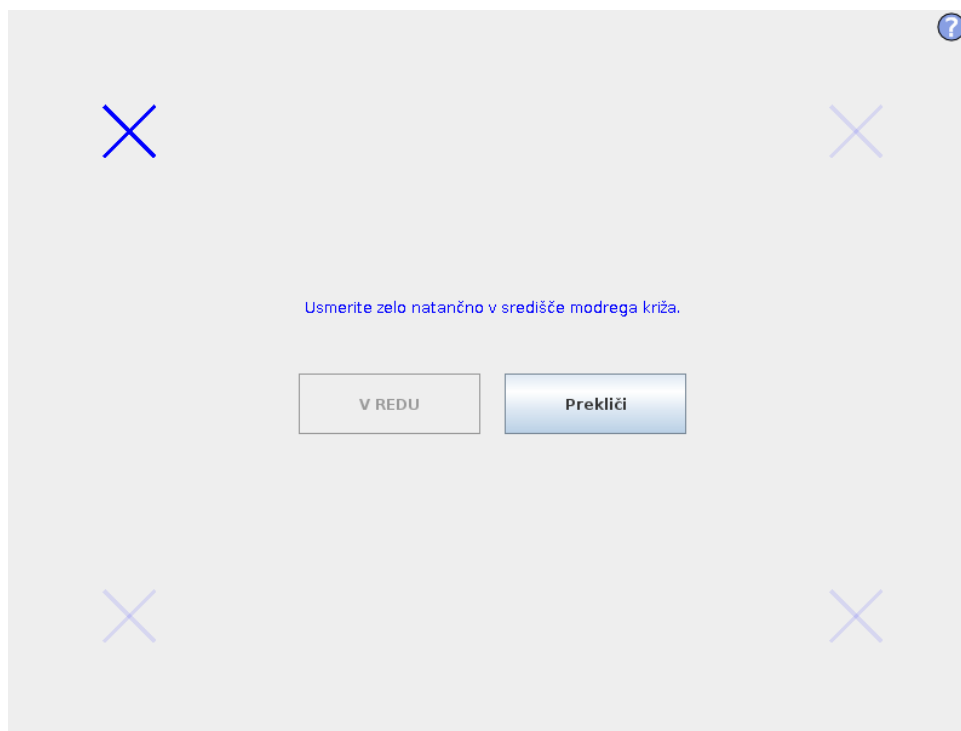 ?
Usmerite zelo natančno v središče modrega križa.
V REDU
Prekliči